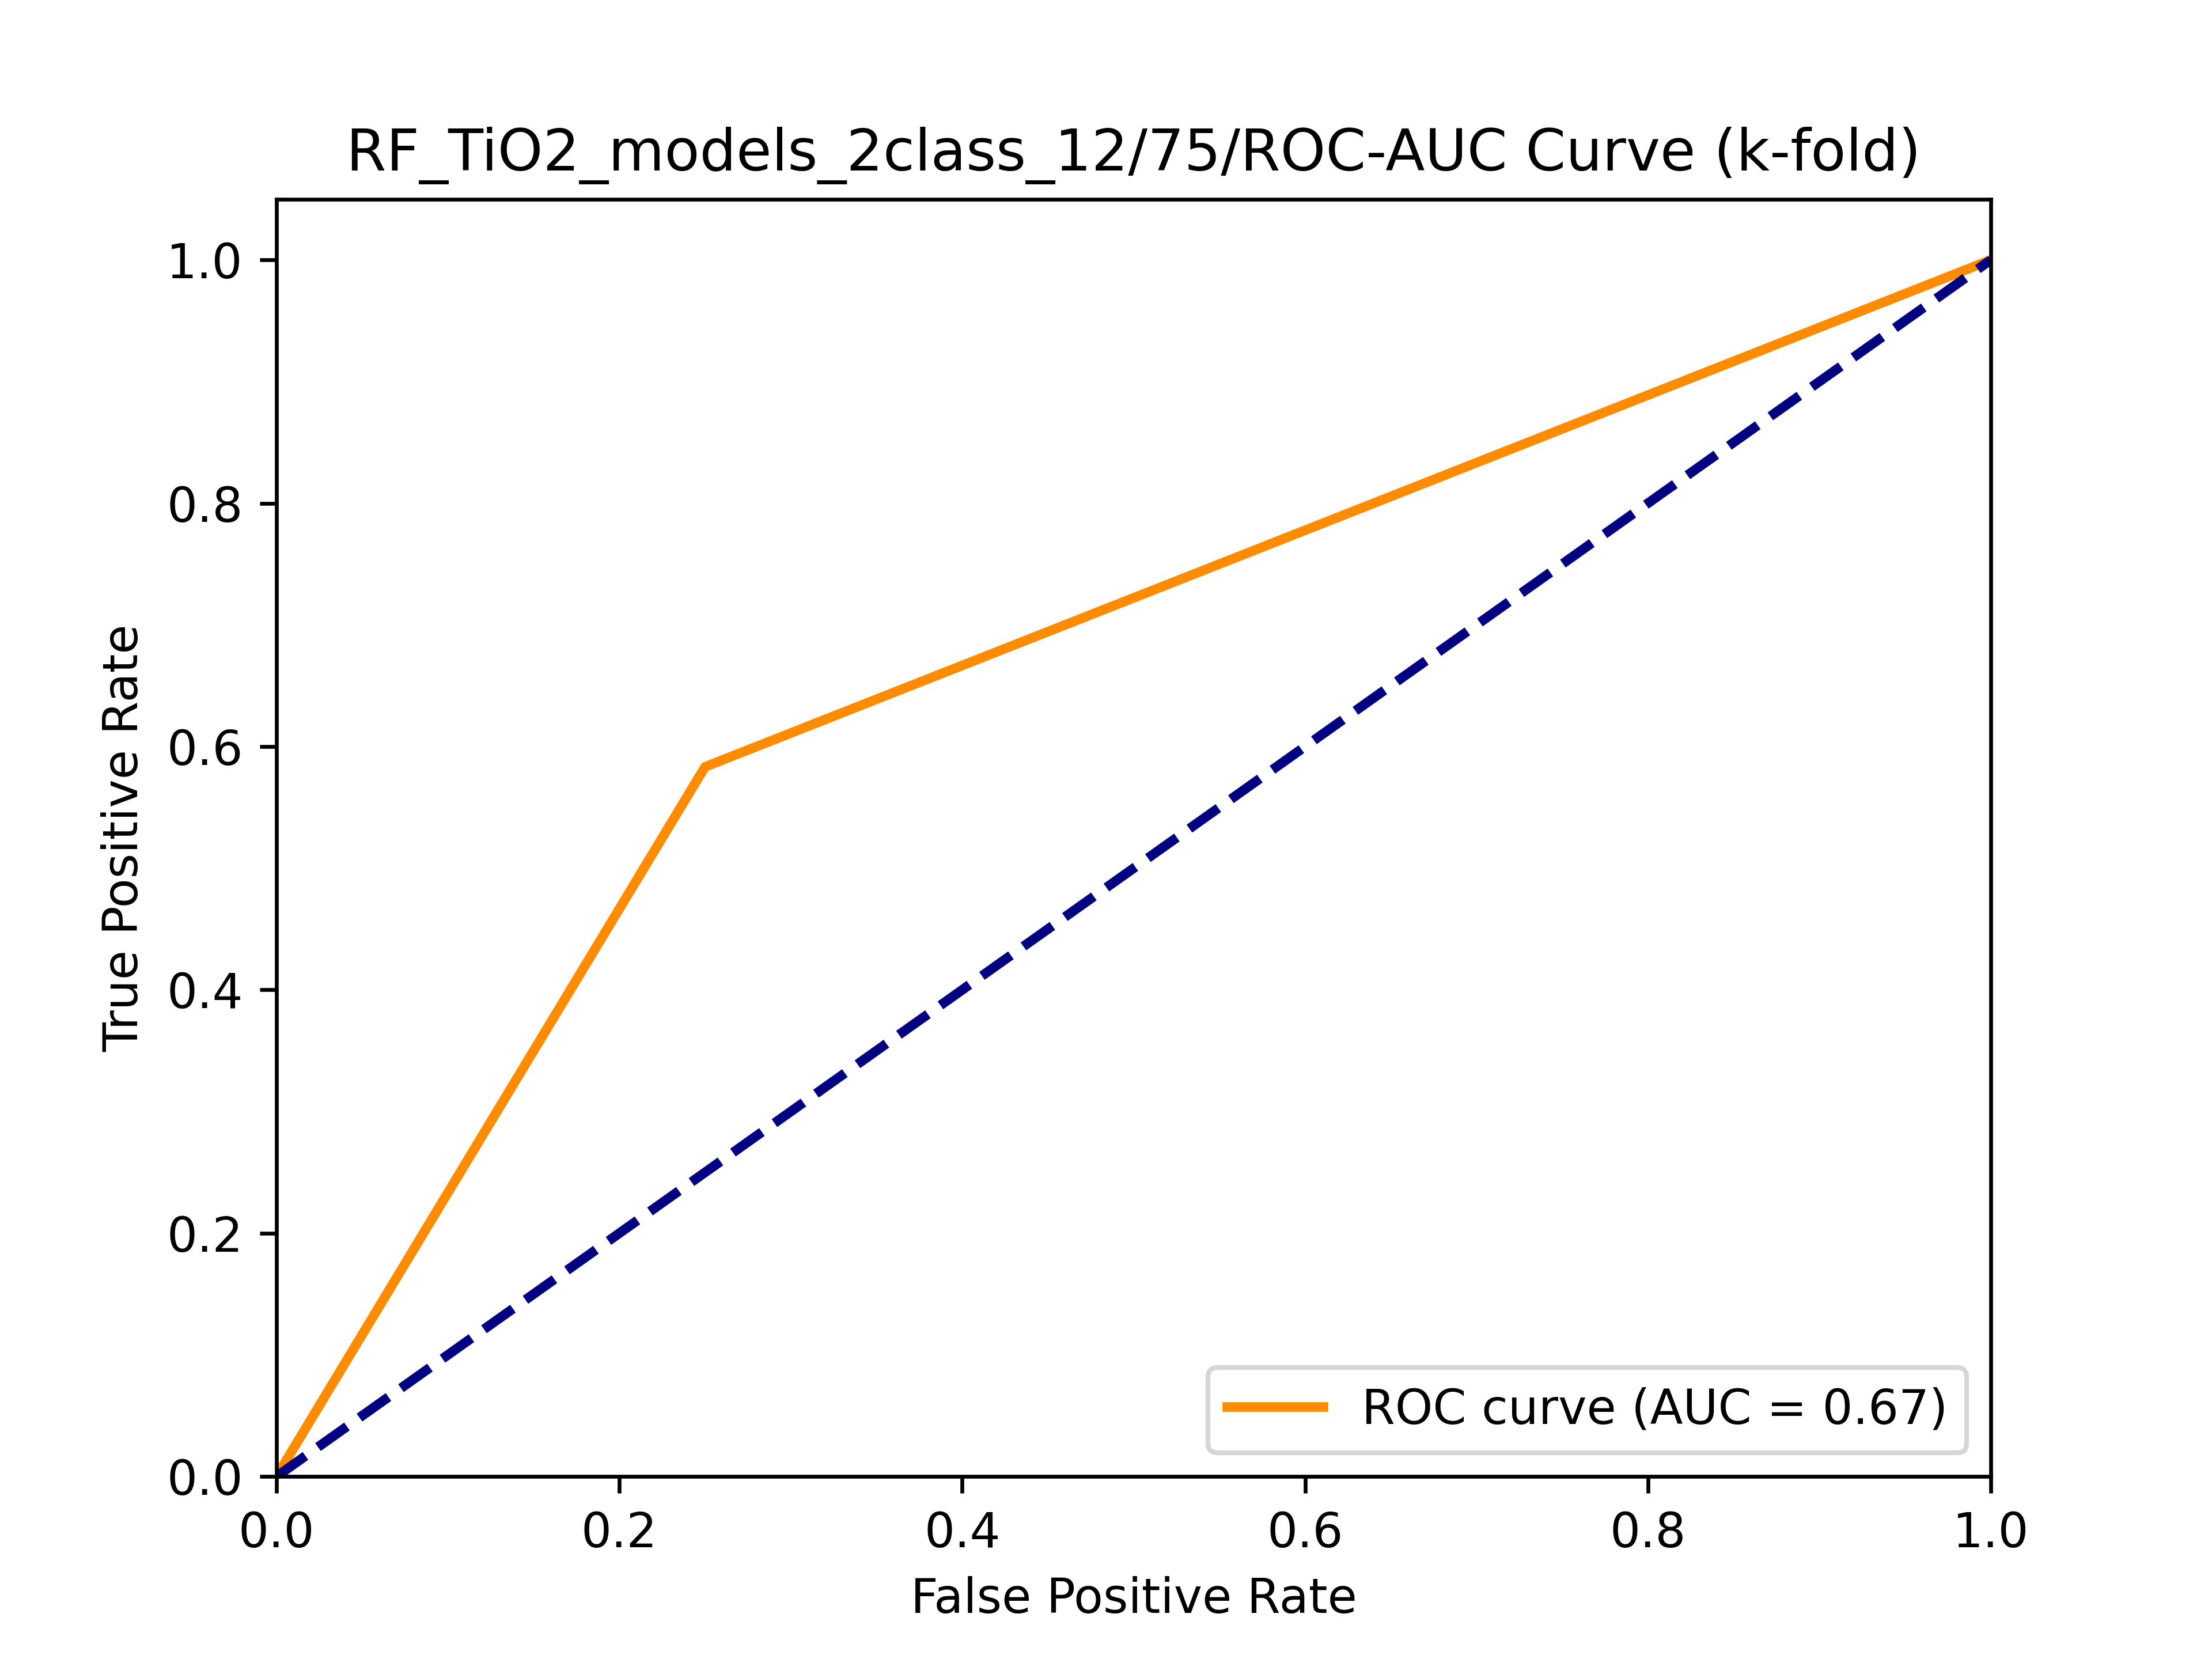 RF_TiO2_models_2class_12/75/ROC-AUC Curve (k-fold)
1.0
0.8
0.6
0.4
0.2
0.0
True Positive Rate
ROC curve (AUC = 0.67)
0.0 0.2 0.4 0.6 0.8 1.0
False Positive Rate